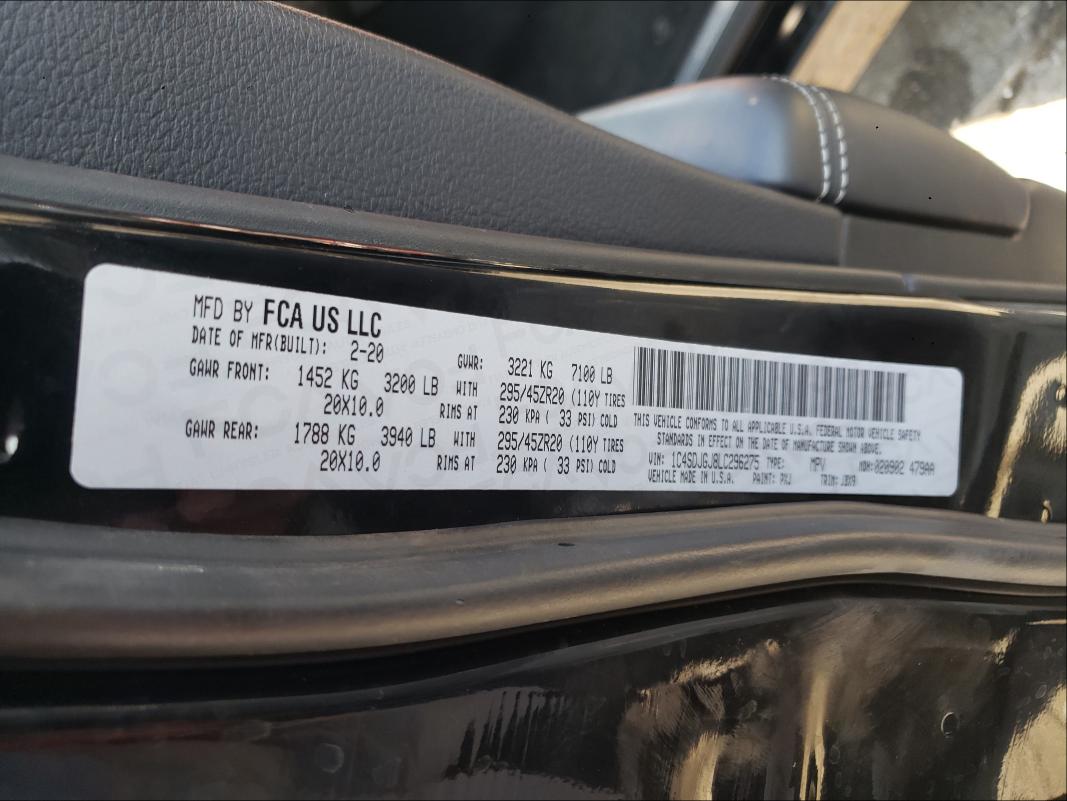 MFD BY FCA US LLC
DATE OF MFR(BUILT): 2-20
GVWR: 3221 KG 7100 LB
GAWR FRONT: 1452 KG 3200 LB WITH 295/45ZR20 (110Y TIRES
20X10.0 RIMS AT 230 KPA ( 33 PSI) COLD
GAWR REAR: 1788 KG 3940 LB WITH 295/45ZR20 (110Y TIRES
20X10.0 RIMS AT 230 KPA ( 33 PSI) COLD
THIS VEHICLE CONFORMS TO ALL APPLICABLE U.S.A. FEDERAL MOTOR VEHICLE SAFETY
STANDARDS IN EFFECT ON THE DATE OF MANUFACTURE SHOWN ABOVE.
VIN: 1C4SDJGJ8LC296275 TYPE: MPV MDH: 020902 479AA
VEHICLE MADE IN U.S.A. PAINT: PXJ TRIM: